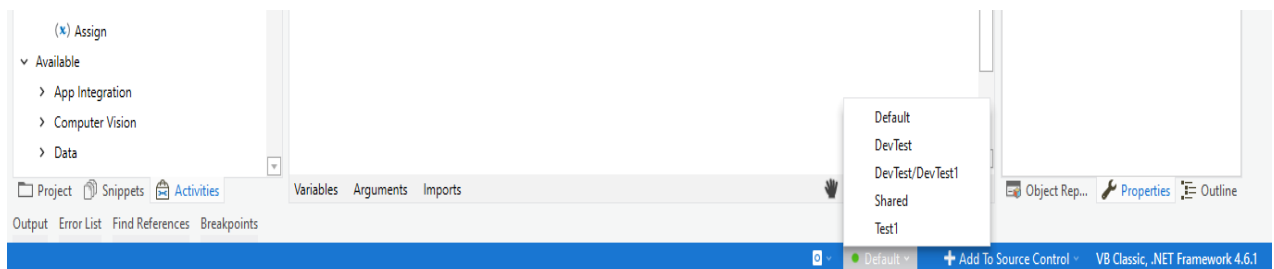 (x) Assign
Available
App Integration
Computer Vision
Data
Project Snippets Activities
Variables Arguments Imports
Default
DevTest
DevTest/DevTest1
Shared
Test1
Object Rep... Properties Outline
Output Error List Find References Breakpoints
Default
Add To Source Control
VB Classic, .NET Framework 4.6.1